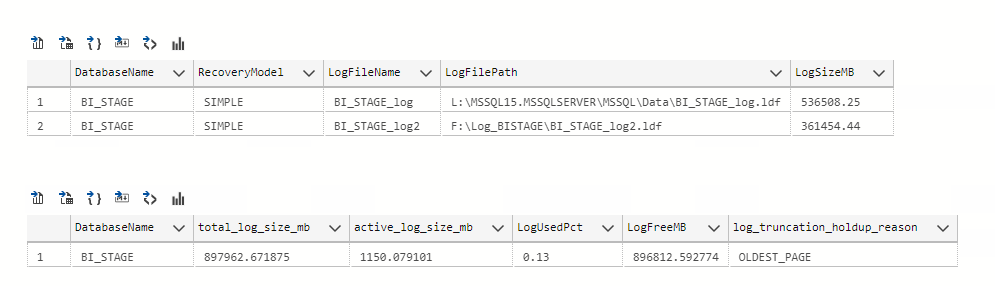 DatabaseName RecoveryModel LogFileName LogFilePath LogSizeMB
1 BI_STAGE SIMPLE BI_STAGE_log L:\MSSQL15.MSSQLSERVER\MSSQL\Data\BI_STAGE_log.ldf 536508.25
2 BI_STAGE SIMPLE BI_STAGE_log2 F:\Log_BISTAGE\BI_STAGE_log2.ldf 361454.44
DatabaseName total_log_size_mb active_log_size_mb LogUsedPct LogFreeMB log_truncation_holdup_reason
1 BI_STAGE 897962.671875 1150.079101 0.13 896812.592774 OLDEST_PAGE